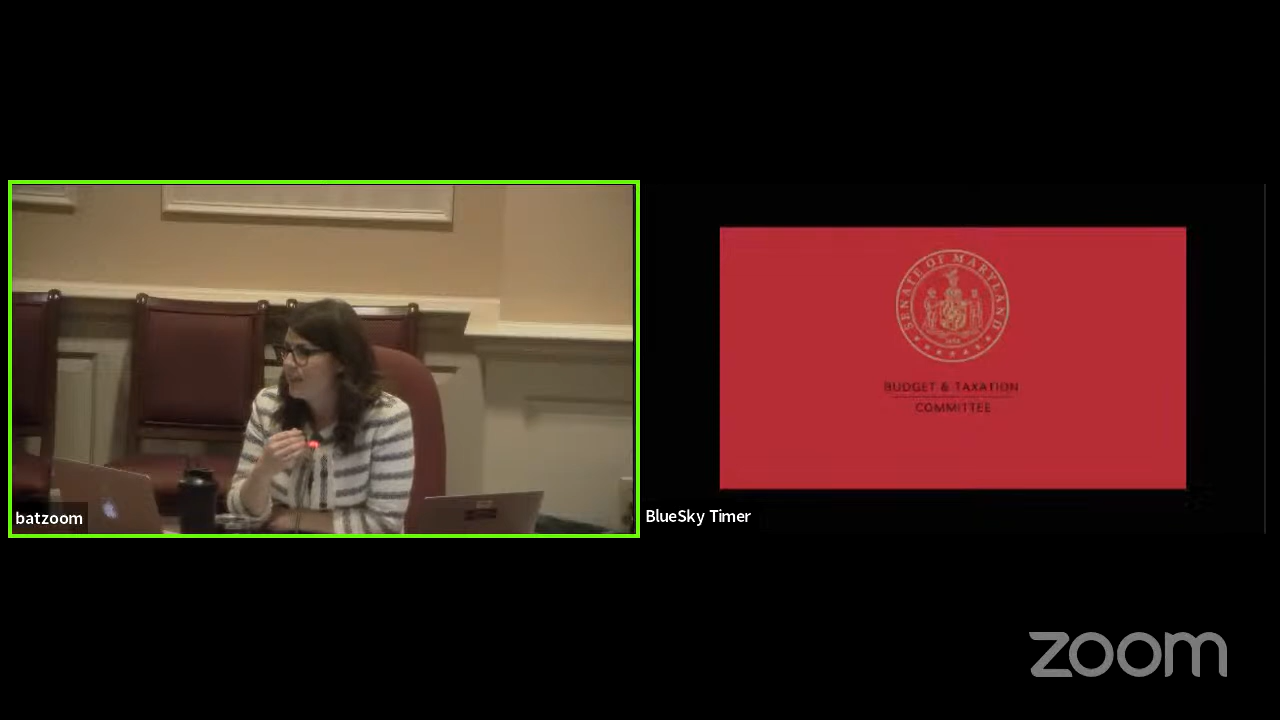 SENATE OF MARYLAND
BUDGET & TAXATION
COMMITTEE
batzoom
BlueSky Timer
zoom